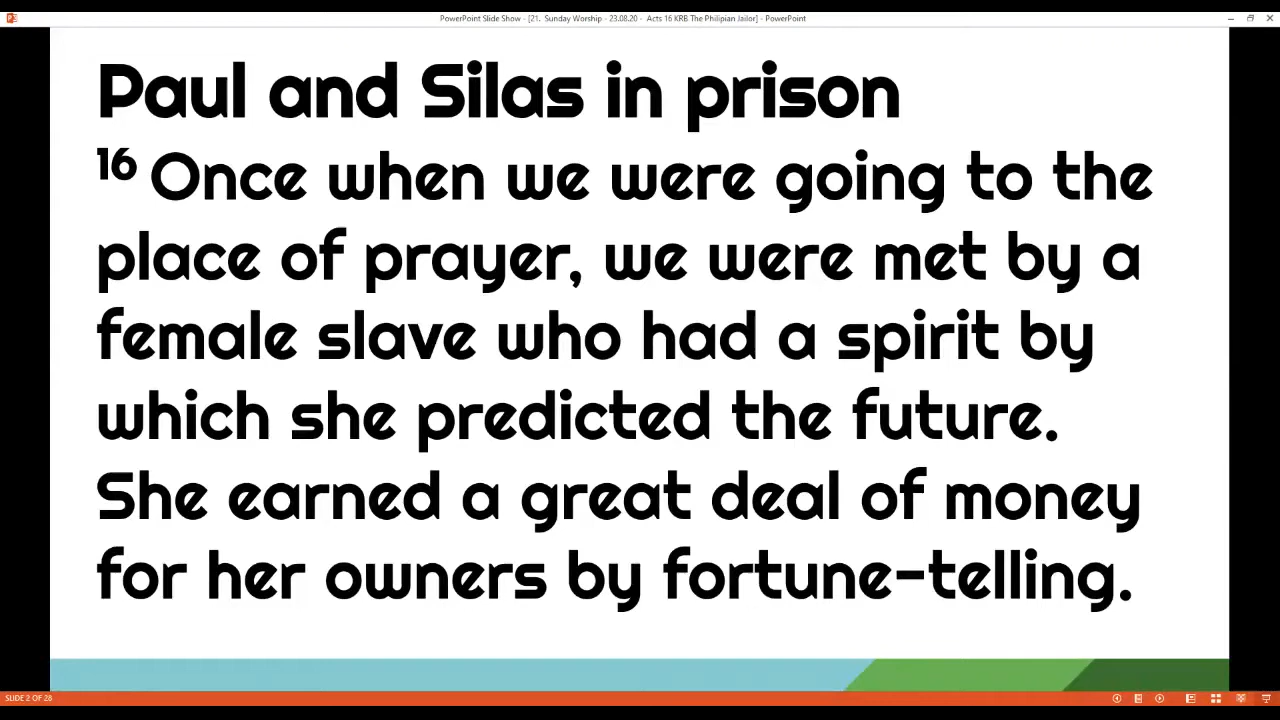 PowerPoint Slide Show - [21. Sunday Worship - 23.08.20 - Acts 16 KRB The Philipian Jailor] - PowerPoint
Paul and Silas in prison
16 Once when we were going to the
place of prayer, we were met by a
female slave who had a spirit by
which she predicted the future.
She earned a great deal of money
for her owners by fortune-telling.
SLIDE 2 OF 28